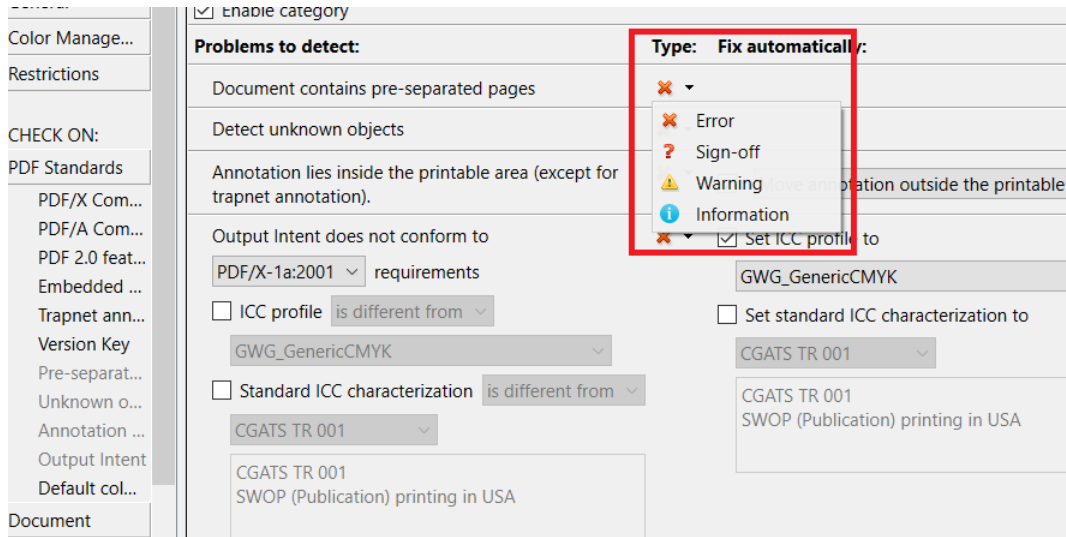 General
Color Manage...
Restrictions
CHECK ON:
PDF Standards
PDF/X Com...
PDF/A Com...
PDF 2.0 feat...
Embedded ...
Trapnet ann...
Version Key
Pre-separat...
Unknown o...
Annotation ...
Output Intent
Default col...
Document
Enable category
Problems to detect: Type: Fix automatically:
Document contains pre-separated pages
Detect unknown objects
Annotation lies inside the printable area (except for
trapnet annotation).
Error
Sign-off
Warning
Information
Move annotation outside the printable
Output Intent does not conform to
PDF/X-1a:2001 requirements
ICC profile is different from
GWG_GenericCMYK
Standard ICC characterization is different from
CGATS TR 001
CGATS TR 001
SWOP (Publication) printing in USA
Set ICC profile to
GWG_GenericCMYK
Set standard ICC characterization to
CGATS TR 001
CGATS TR 001
SWOP (Publication) printing in USA